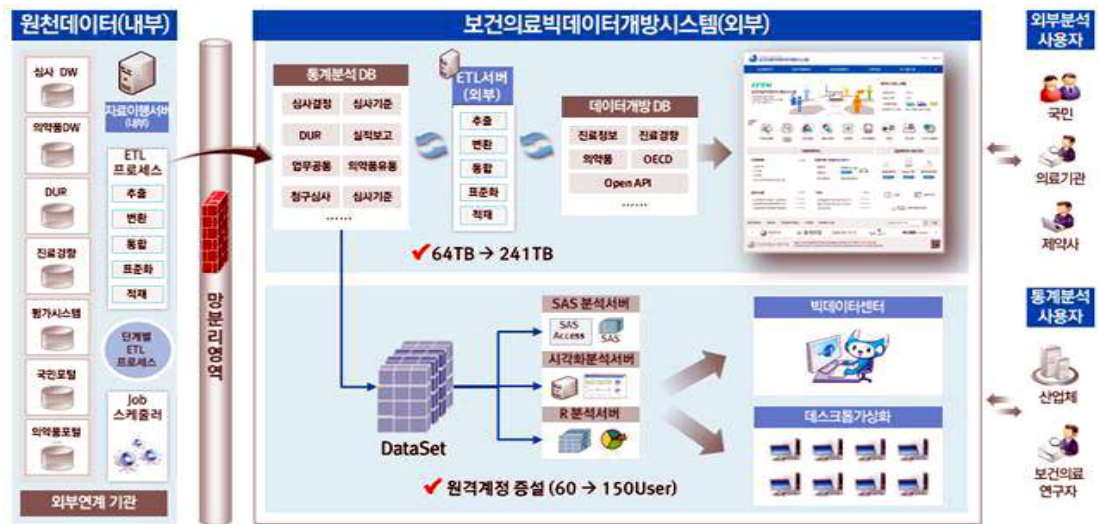 원천데이터(내부)
심사 DW
의약품DW
DUR
진료경향
평가시스템
국민포털
의약품포털
자료이행서버
(내부)
ETL
프로세스
추출
변환
통합
표준화
적재
단계별
ETL
프로세스
Job
스케줄러
외부연계 기관
망분리영역
보건의료빅데이터개방시스템(외부)
통계분석 DB
심사결정 심사기준
DUR 실적보고
업무공통 의약품유통
청구심사 심사기준
······
ETL서버
(외부)
추출
변환
통합
표준화
적재
데이터개방 DB
진료정보 진료경향
의약품 OECD
Open API
······
64TB → 241TB
DataSet
SAS 분석서버
SAS
Access
SAS
시각화분석서버
R 분석서버
빅데이터센터
데스크톱가상화
원격계정 증설 (60 → 150User)
외부분석
사용자
국민
의료기관
제약사
통계분석
사용자
산업체
보건의료
연구자